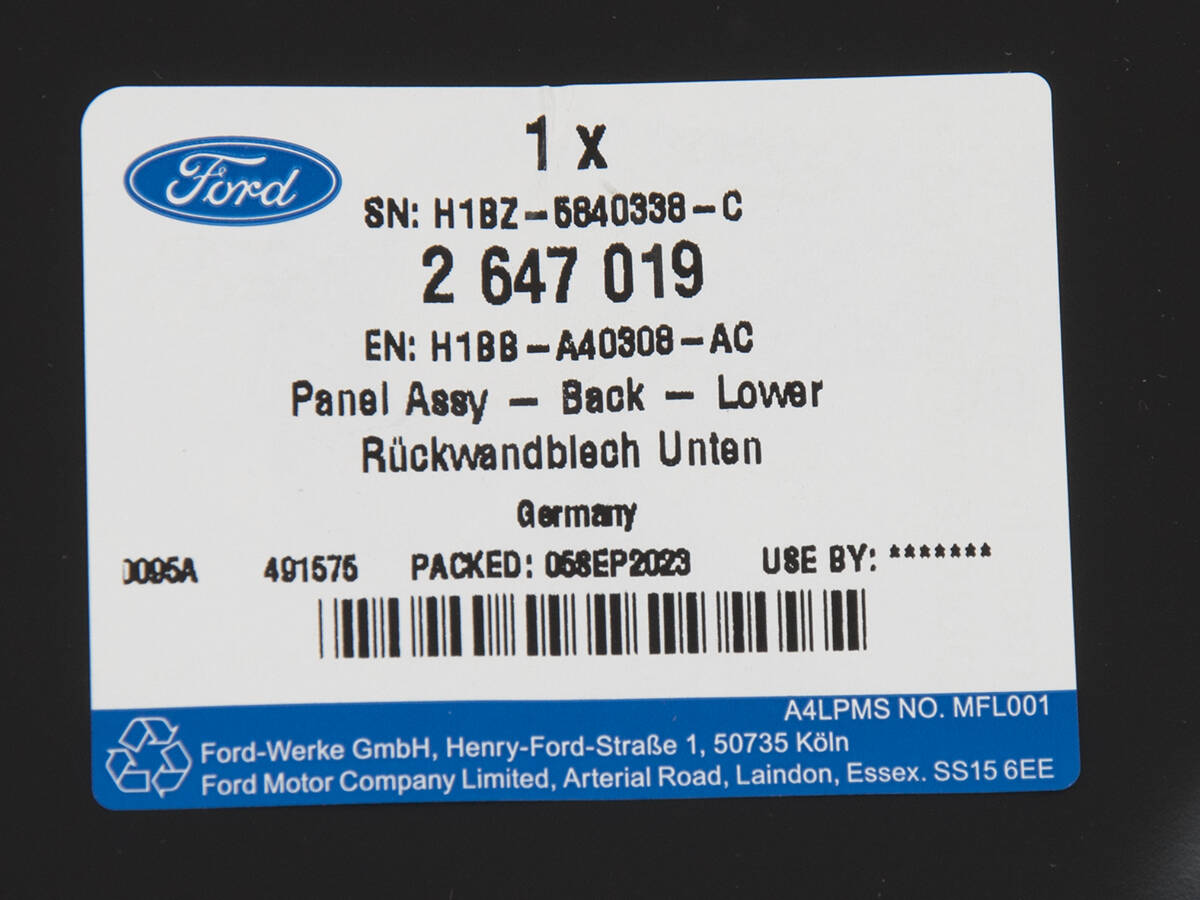 Ford
1 x
SN: H1BZ-5840338-C
2 647 019
EN: H1BB-A40308-AC
Panel Assy - Back - Lower
Rückwandblech Unten
Germany
0095A 491575 PACKED: 05SEP2023 USE BY: *******
A4LPMS NO. MFL001
Ford-Werke GmbH, Henry-Ford-Straße 1, 50735 Köln
Ford Motor Company Limited, Arterial Road, Laindon, Essex. SS15 6EE